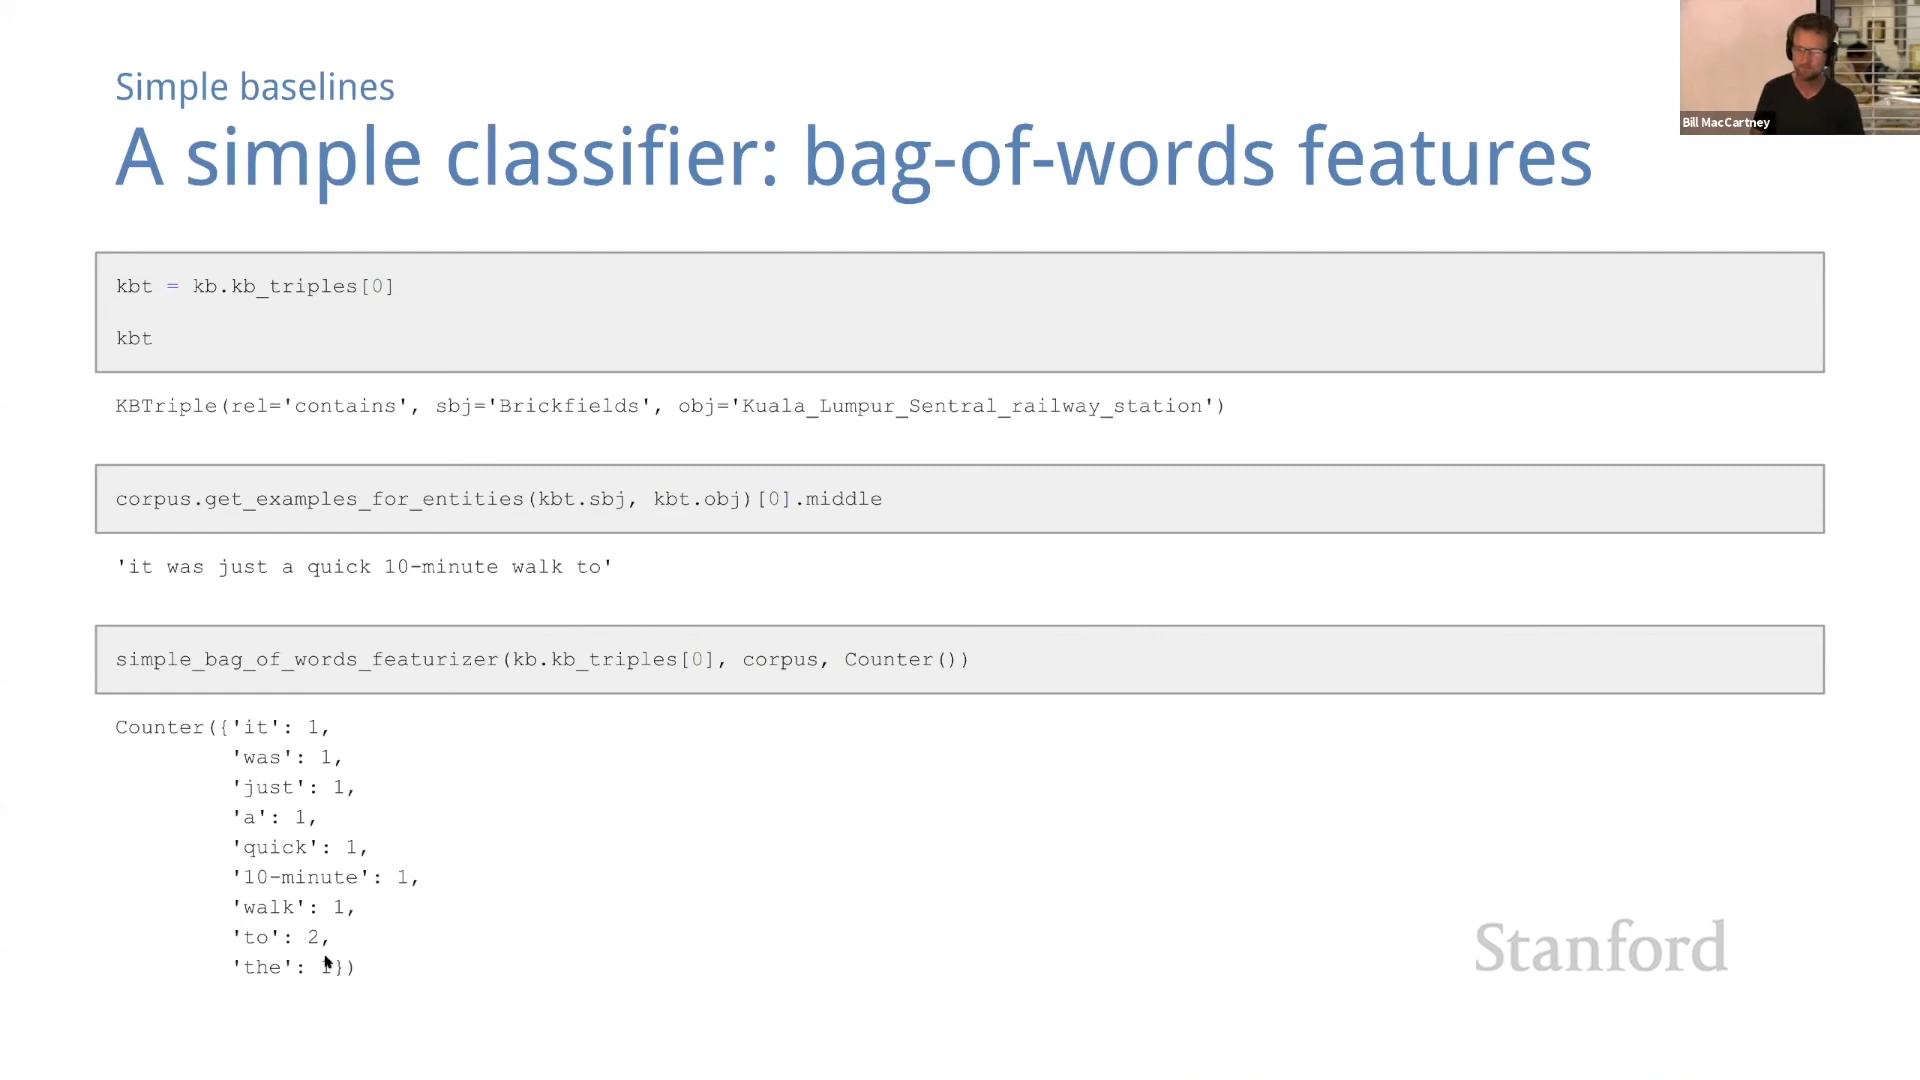 Simple baselines
A simple classifier: bag-of-words features
Bill MacCartney
kbt = kb.kb_triples[0]
kbt
KBTriple(rel='contains', sbj='Brickfields', obj='Kuala_Lumpur_Sentral_railway_station')
corpus.get_examples_for_entities(kbt.sbj, kbt.obj)[0].middle
'it was just a quick 10-minute walk to'
simple_bag_of_words_featurizer(kb.kb_triples[0], corpus, Counter())
Counter({'it': 1,
'was': 1,
'just': 1,
'a': 1,
'quick': 1,
'10-minute': 1,
'walk': 1,
'to': 2,
'the': 1})
Stanford